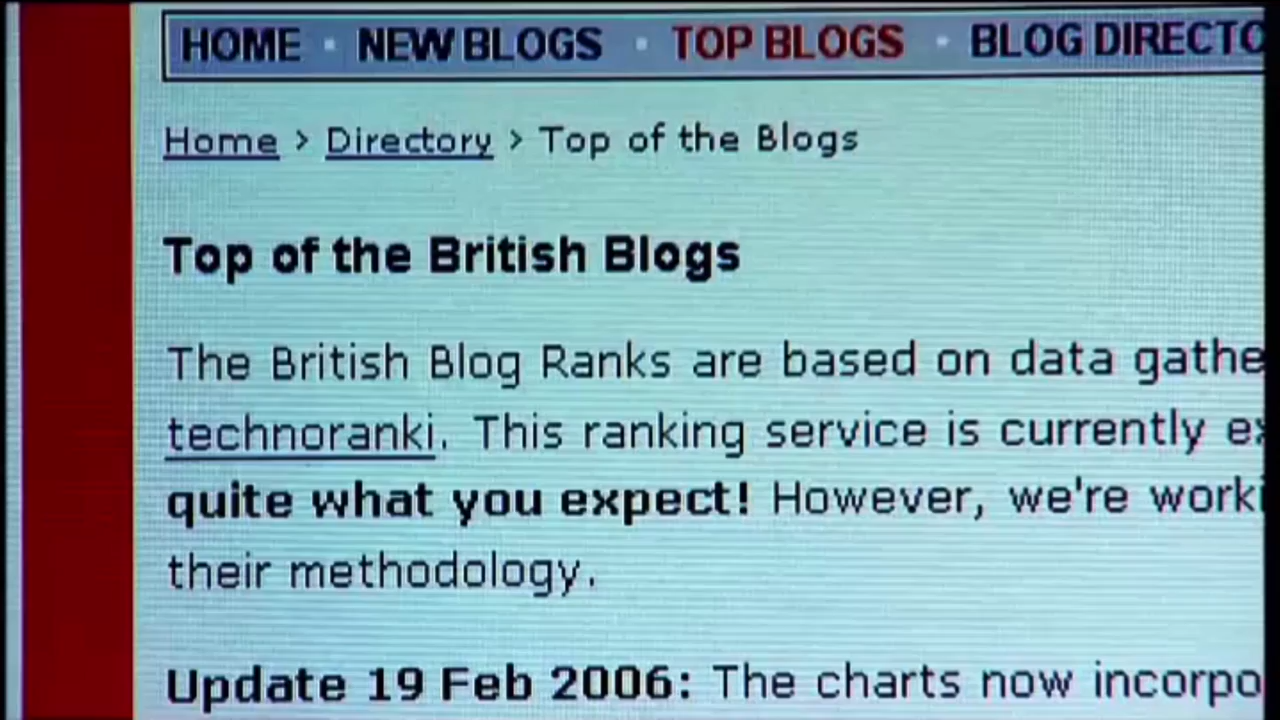 HOME · NEW BLOGS · TOP BLOGS · BLOG DIRECTO
Home > Directory > Top of the Blogs
Top of the British Blogs
The British Blog Ranks are based on data gathe
technoranki. This ranking service is currently ex
quite what you expect! However, we're worki
their methodology.
Update 19 Feb 2006: The charts now incorpo